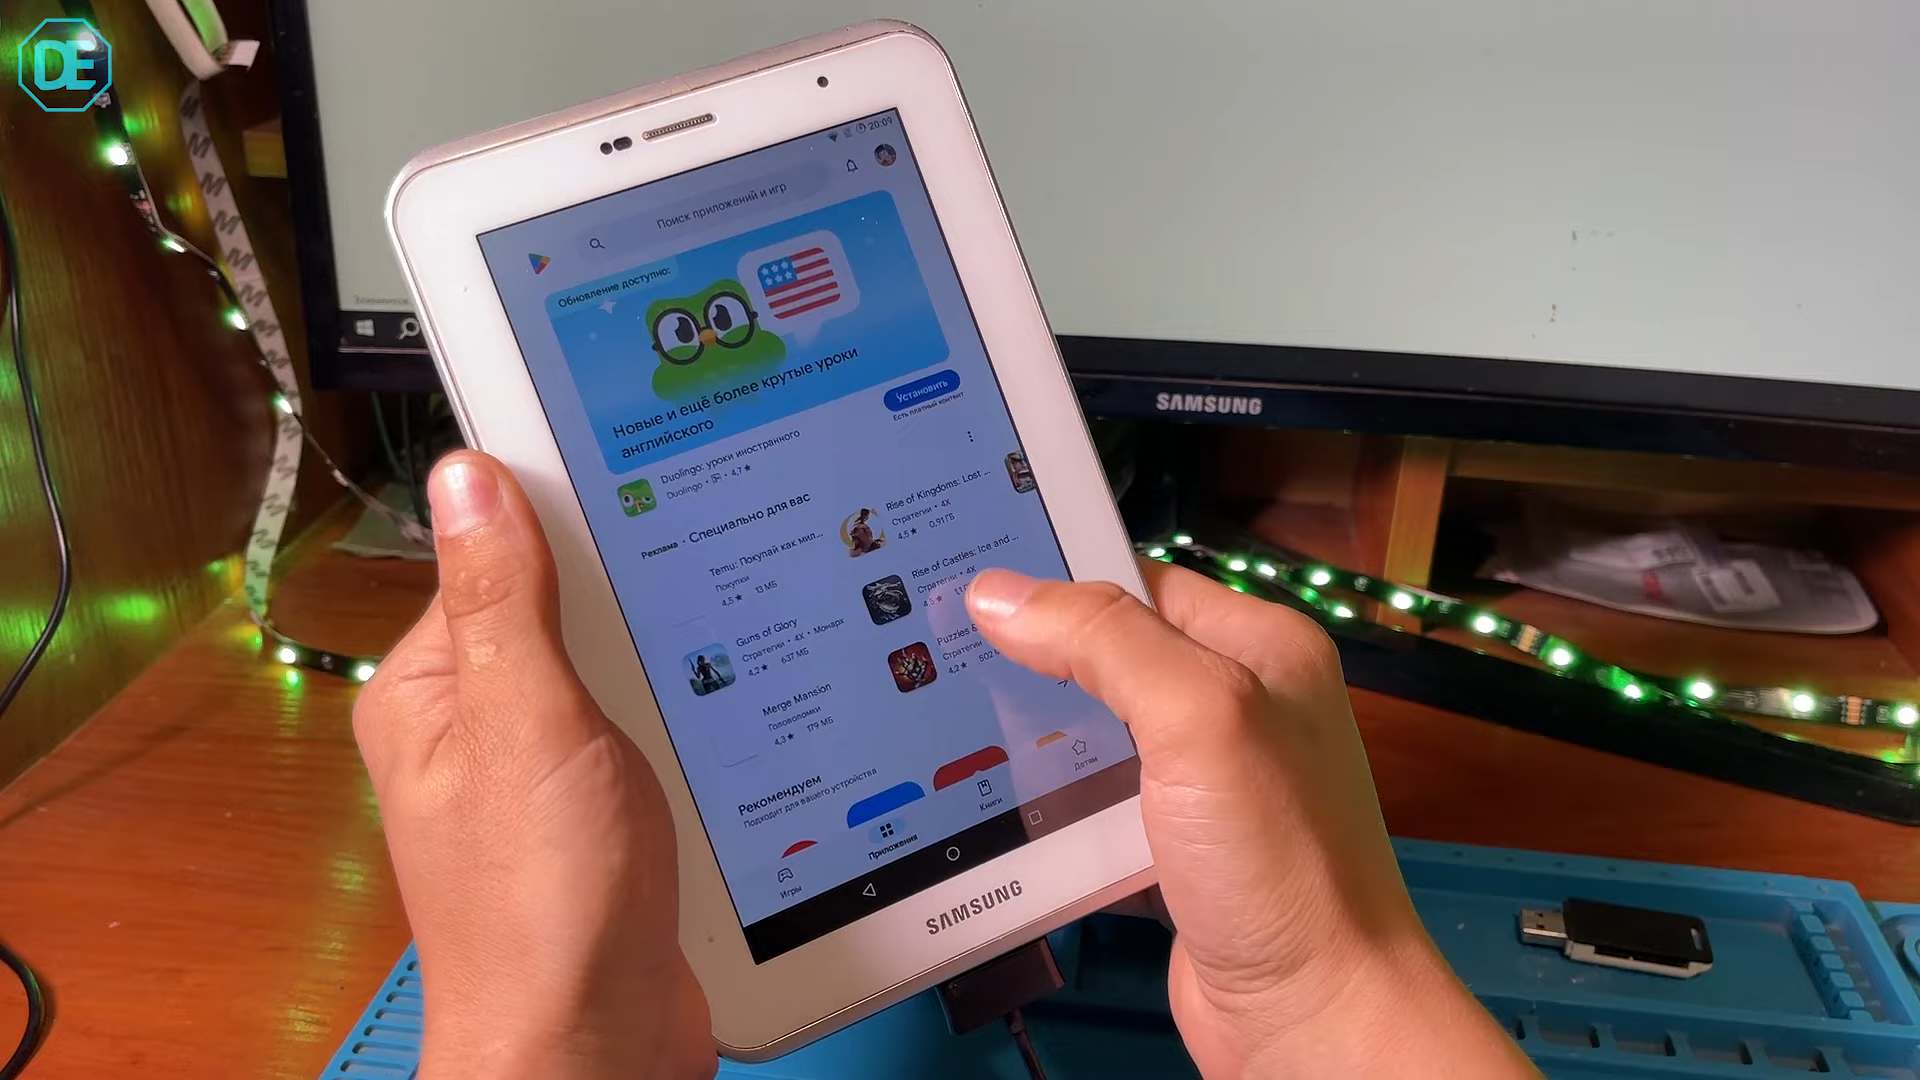 DE
20:09
Поиск приложений и игр
Обновление доступно:
Новые и ещё более крутые уроки
английского
Установить
Есть платный контент
Duolingo: уроки иностранного
Duolingo • 4,7★
Реклама • Специально для вас
Temu: Покупай как мил...
Покупки
4,5★ 13 МБ
Rise of Kingdoms: Lost ...
Стратегии • 4X
4,5★ 0,91 ГБ
Guns of Glory
Стратегии • 4X • Монарх
4,2★ 637 МБ
Rise of Castles: Ice and ...
Стратегии • 4X
4,5★
Merge Mansion
Головоломки
4,3★ 179 МБ
Puzzles &
Стратегии
4,2★ 502
Рекомендуем
Подходит для вашего устройства
Игры
Приложения
Книги
Детям
SAMSUNG
SAMSUNG